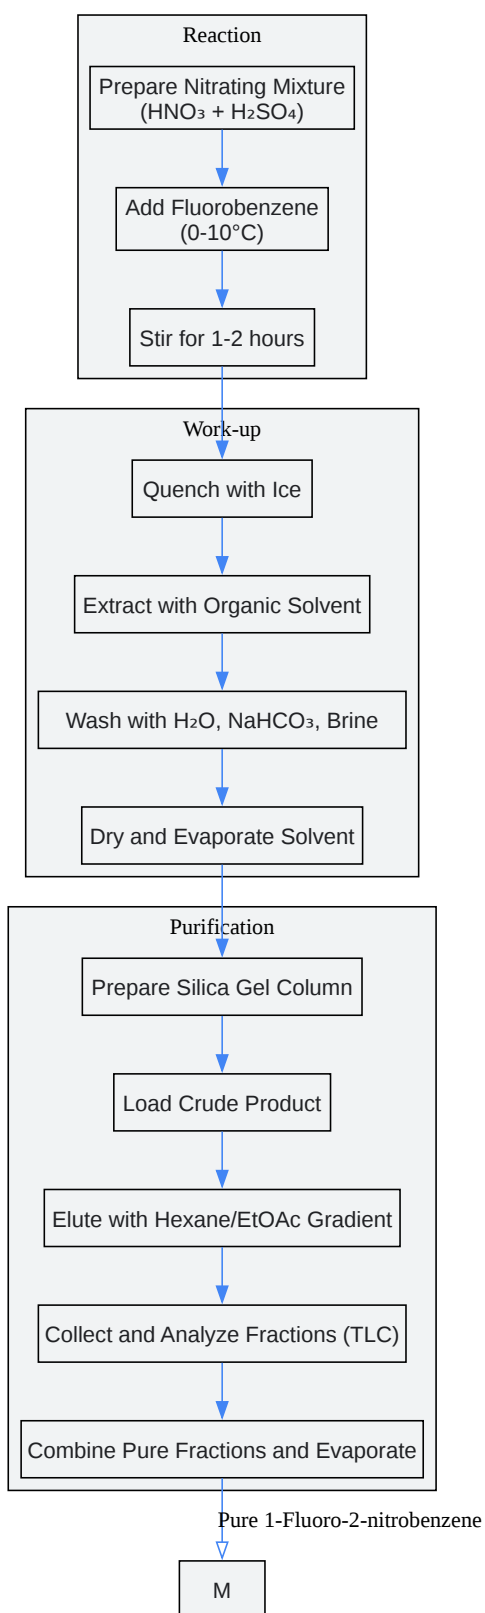 Reaction
Prepare Nitrating Mixture
(HNO₃ + H₂SO₄)
Add Fluorobenzene
(0-10°C)
Stir for 1-2 hours
Work-up
Quench with Ice
Extract with Organic Solvent
Wash with H₂O, NaHCO₃, Brine
Dry and Evaporate Solvent
Purification
Prepare Silica Gel Column
Load Crude Product
Elute with Hexane/EtOAc Gradient
Collect and Analyze Fractions (TLC)
Combine Pure Fractions and Evaporate
Pure 1-Fluoro-2-nitrobenzene
M